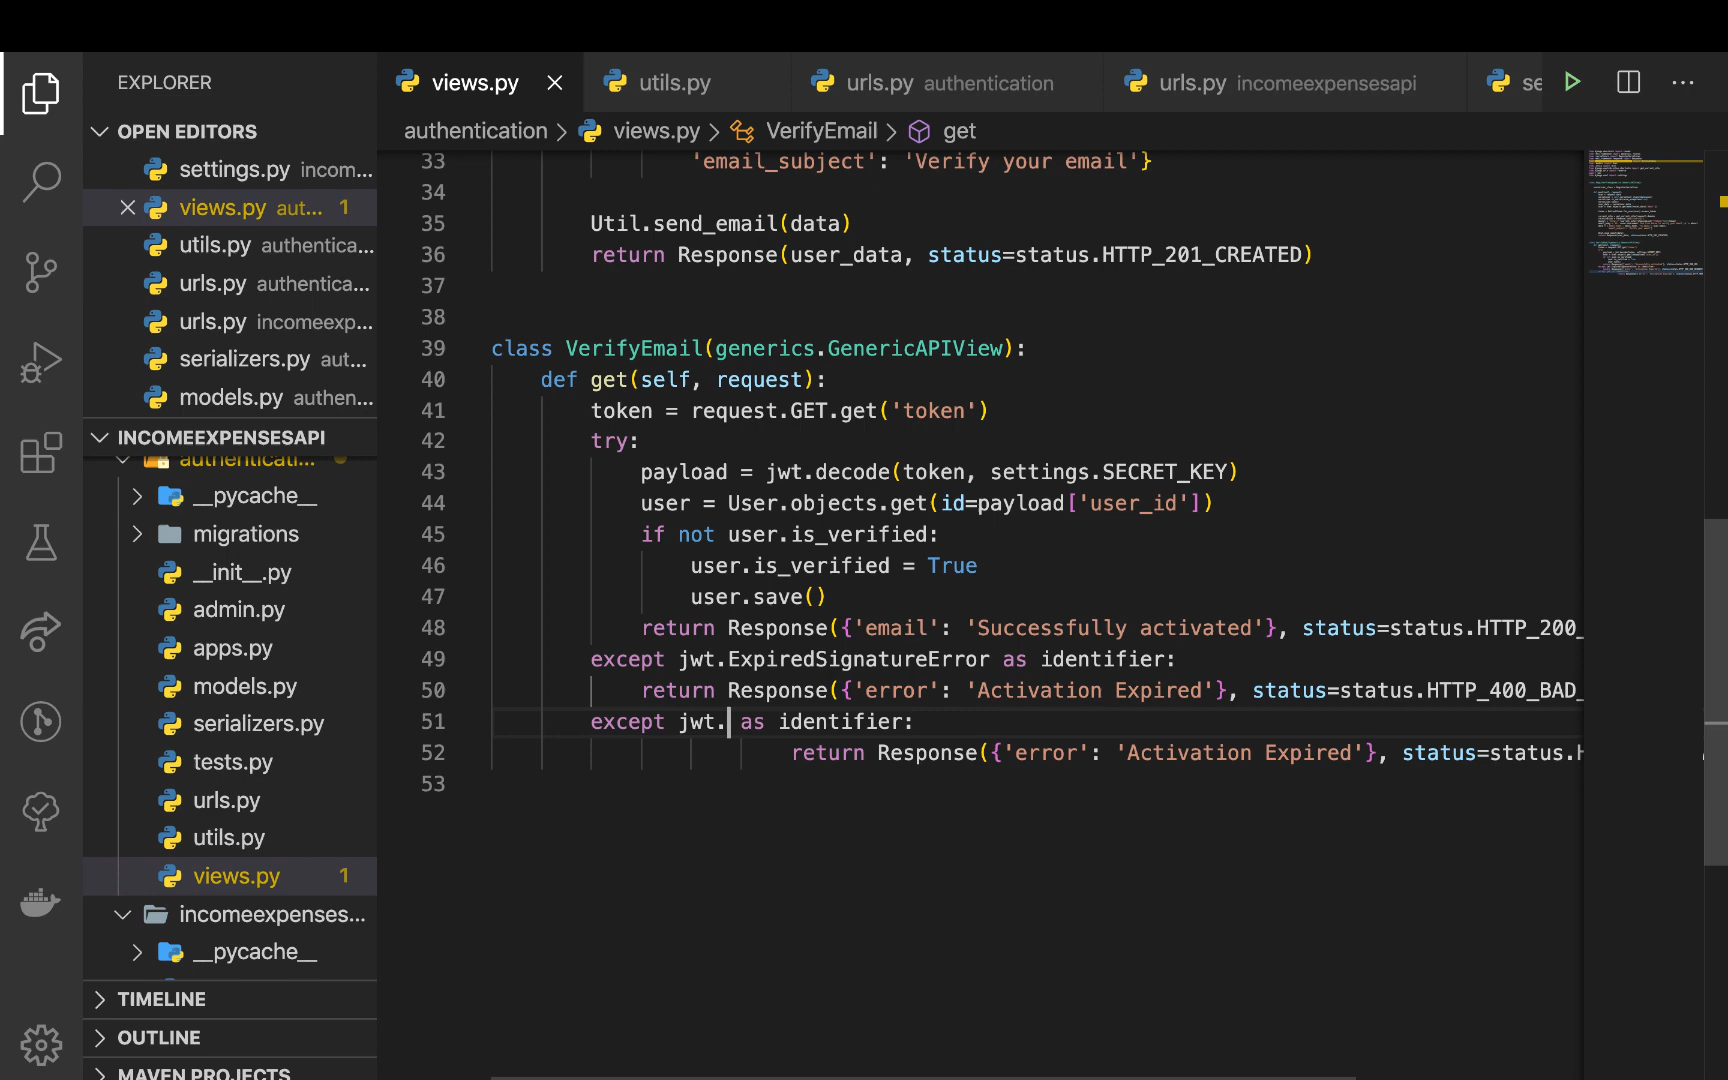 EXPLORER
OPEN EDITORS
settings.py incom...
views.py aut... 1
utils.py authentica...
urls.py authentica...
urls.py incomeexp...
serializers.py aut...
models.py authen...
INCOMEEXPENSESAPI
authenticati...
__pycache__
migrations
__init__.py
admin.py
apps.py
models.py
serializers.py
tests.py
urls.py
utils.py
views.py 1
incomeexpenses...
__pycache__
TIMELINE
OUTLINE
MAVEN PROJECTS
views.py utils.py urls.py authentication urls.py incomeexpensesapi se
authentication > views.py > VerifyEmail > get
33 'email_subject': 'Verify your email'}
34
35 Util.send_email(data)
36 return Response(user_data, status=status.HTTP_201_CREATED)
37
38
39 class VerifyEmail(generics.GenericAPIView):
40 def get(self, request):
41 token = request.GET.get('token')
42 try:
43 payload = jwt.decode(token, settings.SECRET_KEY)
44 user = User.objects.get(id=payload['user_id'])
45 if not user.is_verified:
46 user.is_verified = True
47 user.save()
48 return Response({'email': 'Successfully activated'}, status=status.HTTP_200_
49 except jwt.ExpiredSignatureError as identifier:
50 return Response({'error': 'Activation Expired'}, status=status.HTTP_400_BAD_
51 except jwt. as identifier:
52 return Response({'error': 'Activation Expired'}, status=status.H
53